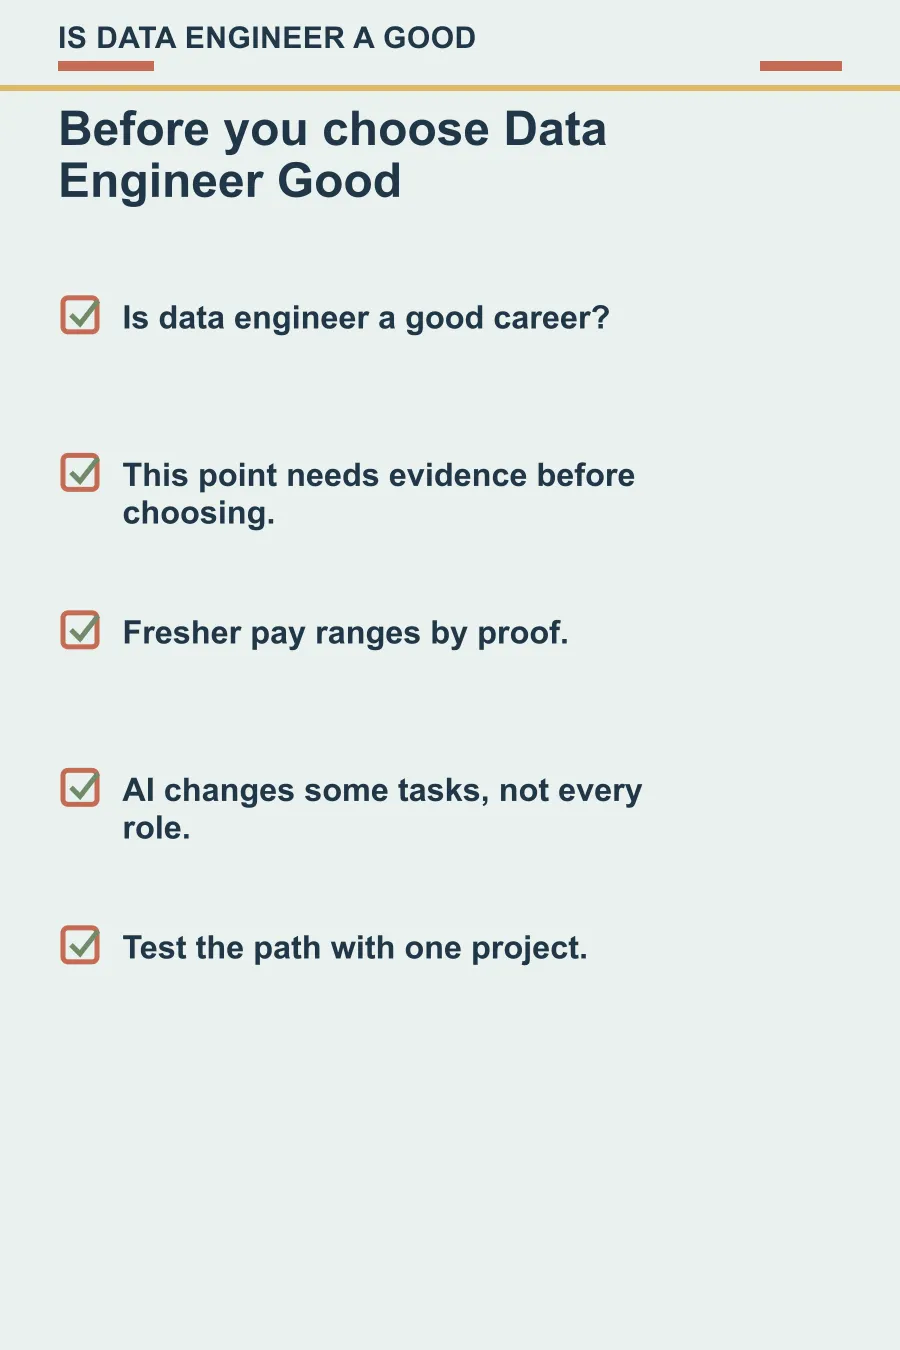 IS DATA ENGINEER A GOOD
Before you choose Data
Engineer Good
Is data engineer a good career?
This point needs evidence before
choosing.
Fresher pay ranges by proof.
AI changes some tasks, not every
role.
Test the path with one project.